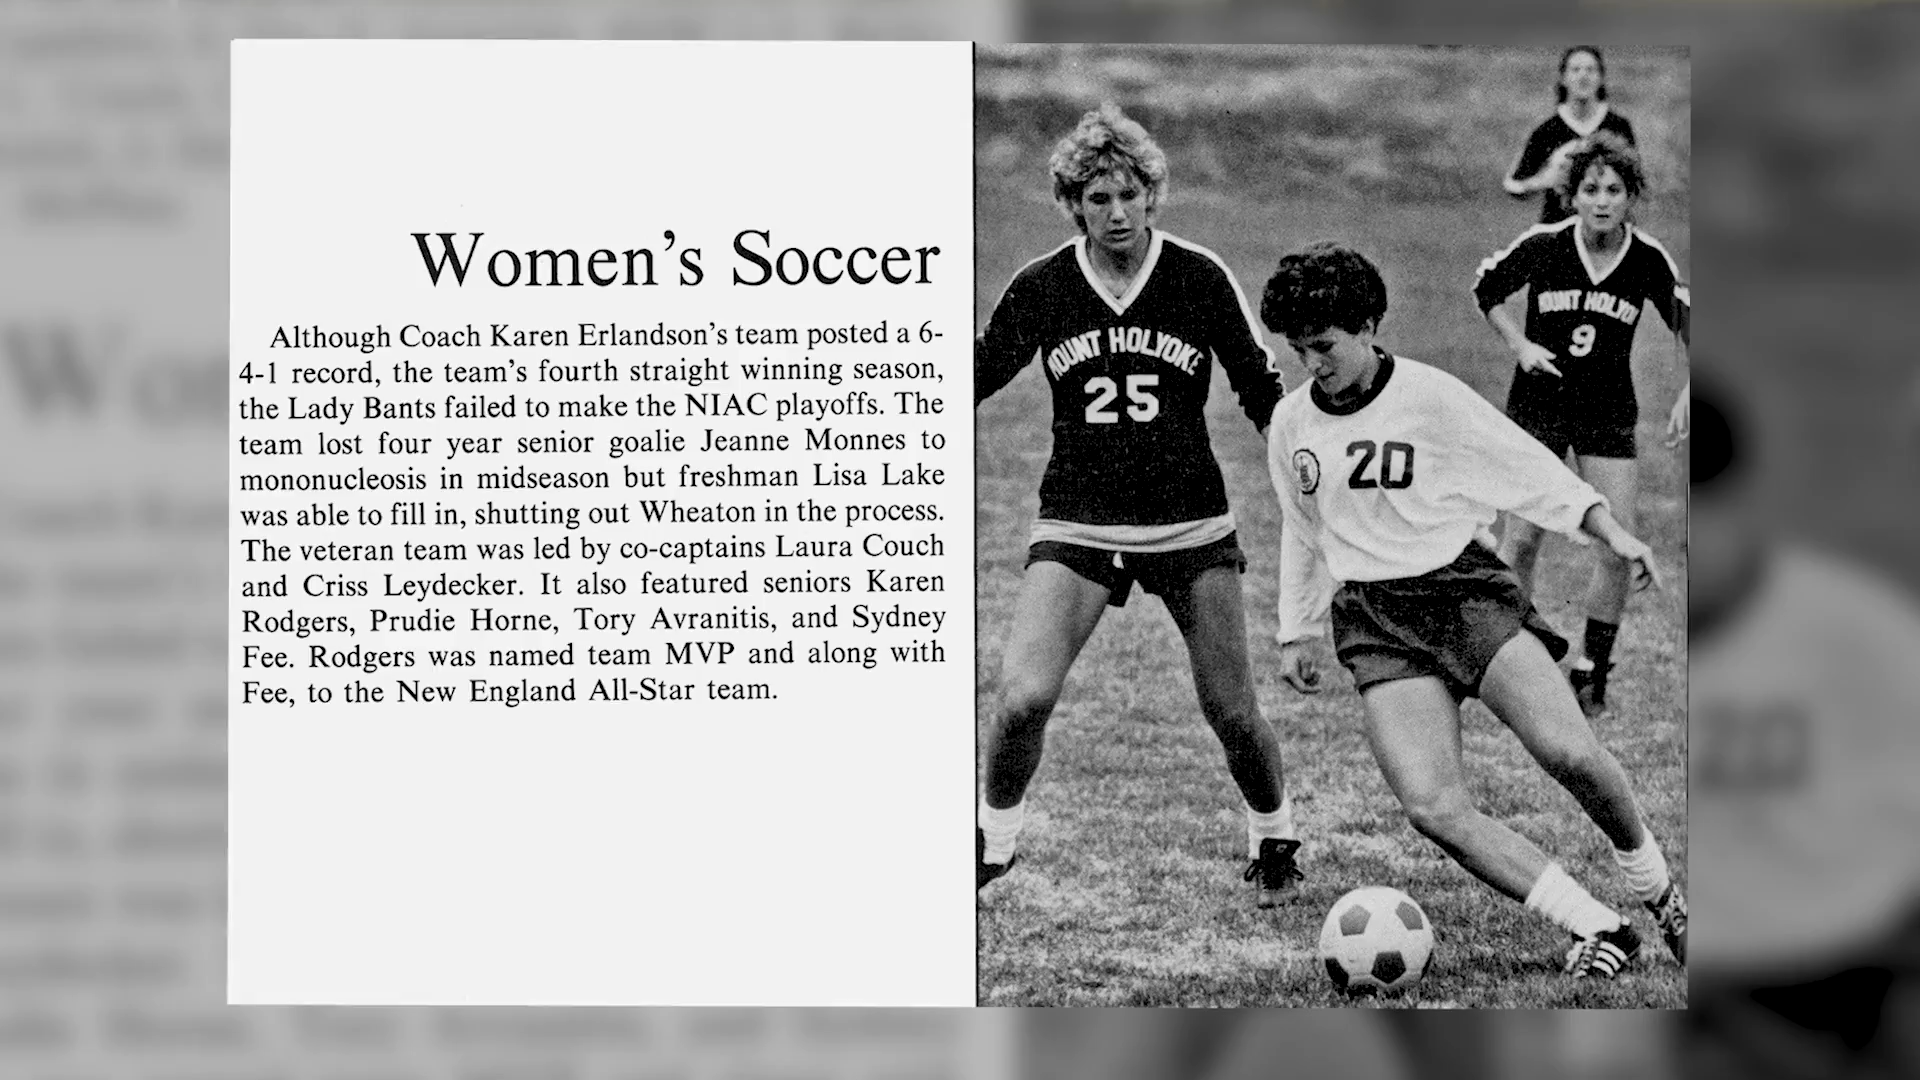 Women's Soccer
Although Coach Karen Erlandson's team posted a 6-
4-1 record, the team's fourth straight winning season,
the Lady Bants failed to make the NIAC playoffs. The
team lost four year senior goalie Jeanne Monnes to
mononucleosis in midseason but freshman Lisa Lake
was able to fill in, shutting out Wheaton in the process.
The veteran team was led by co-captains Laura Couch
and Criss Leydecker. It also featured seniors Karen
Rodgers, Prudie Horne, Tory Avranitis, and Sydney
Fee. Rodgers was named team MVP and along with
Fee, to the New England All-Star team.
MOUNT HOLYOKE
25
20
MOUNT HOLYO
9